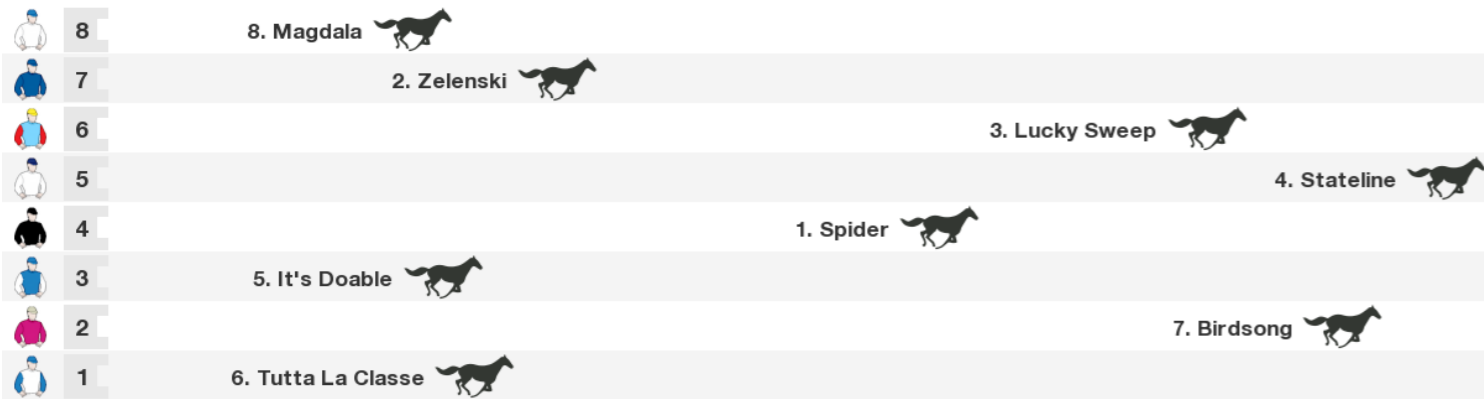 8 8. Magdala
7 2. Zelenski
6 3. Lucky Sweep
5 4. Stateline
4 1. Spider
3 5. It's Doable
2 7. Birdsong
1 6. Tutta La Classe